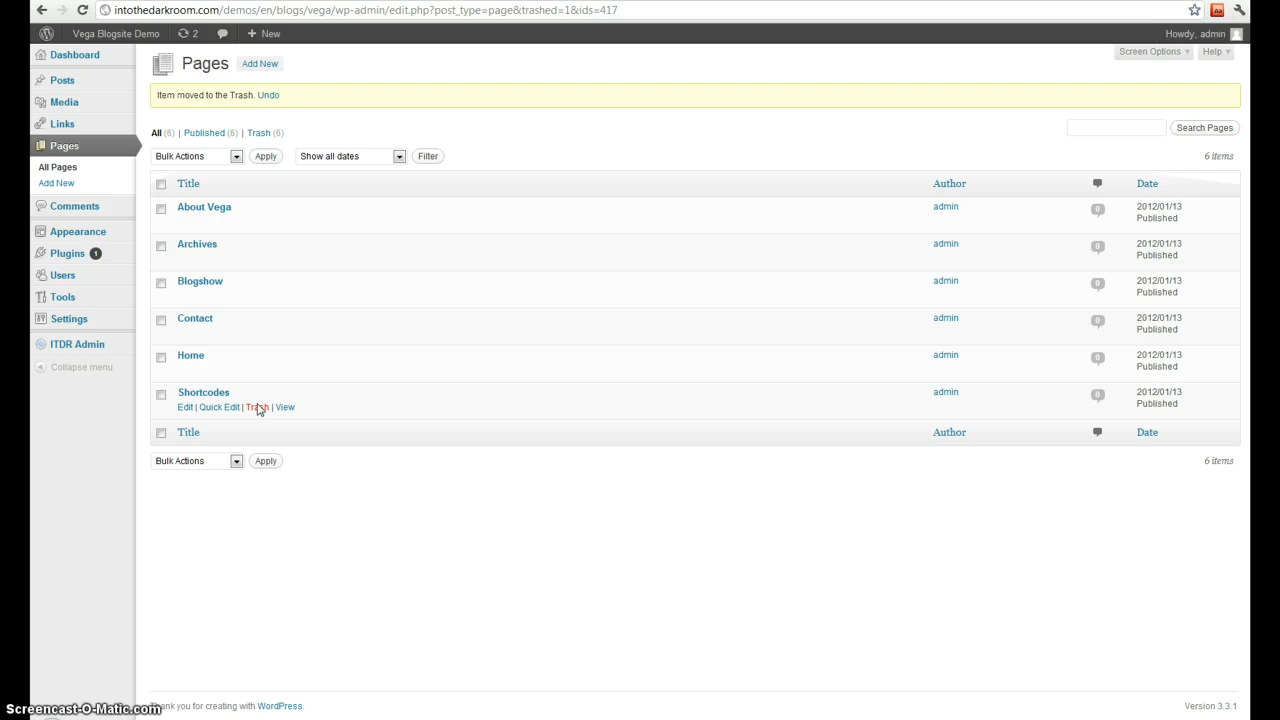 intothedarkroom.com/demos/en/blogs/vega/wp-admin/edit.php?post_type=page&trashed=1&ids=417
Vega Blogsite Demo 2 + New Howdy, admin
Dashboard
Posts
Media
Links
Pages
All Pages
Add New
Comments
Appearance
Plugins 1
Users
Tools
Settings
ITDR Admin
Collapse menu
Pages Add New
Screen Options Help
Item moved to the Trash. Undo
All (6) | Published (6) | Trash (6)
Search Pages
Bulk Actions Apply Show all dates Filter 6 items
Title Author Date
About Vega admin 0 2012/01/13
Published
Archives admin 0 2012/01/13
Published
Blogshow admin 0 2012/01/13
Published
Contact admin 0 2012/01/13
Published
Home admin 0 2012/01/13
Published
Shortcodes admin 0 2012/01/13
Edit | Quick Edit | Trash | View Published
Title Author Date
Bulk Actions Apply 6 items
Thank you for creating with WordPress. Version 3.3.1
Screencast-O-Matic.com